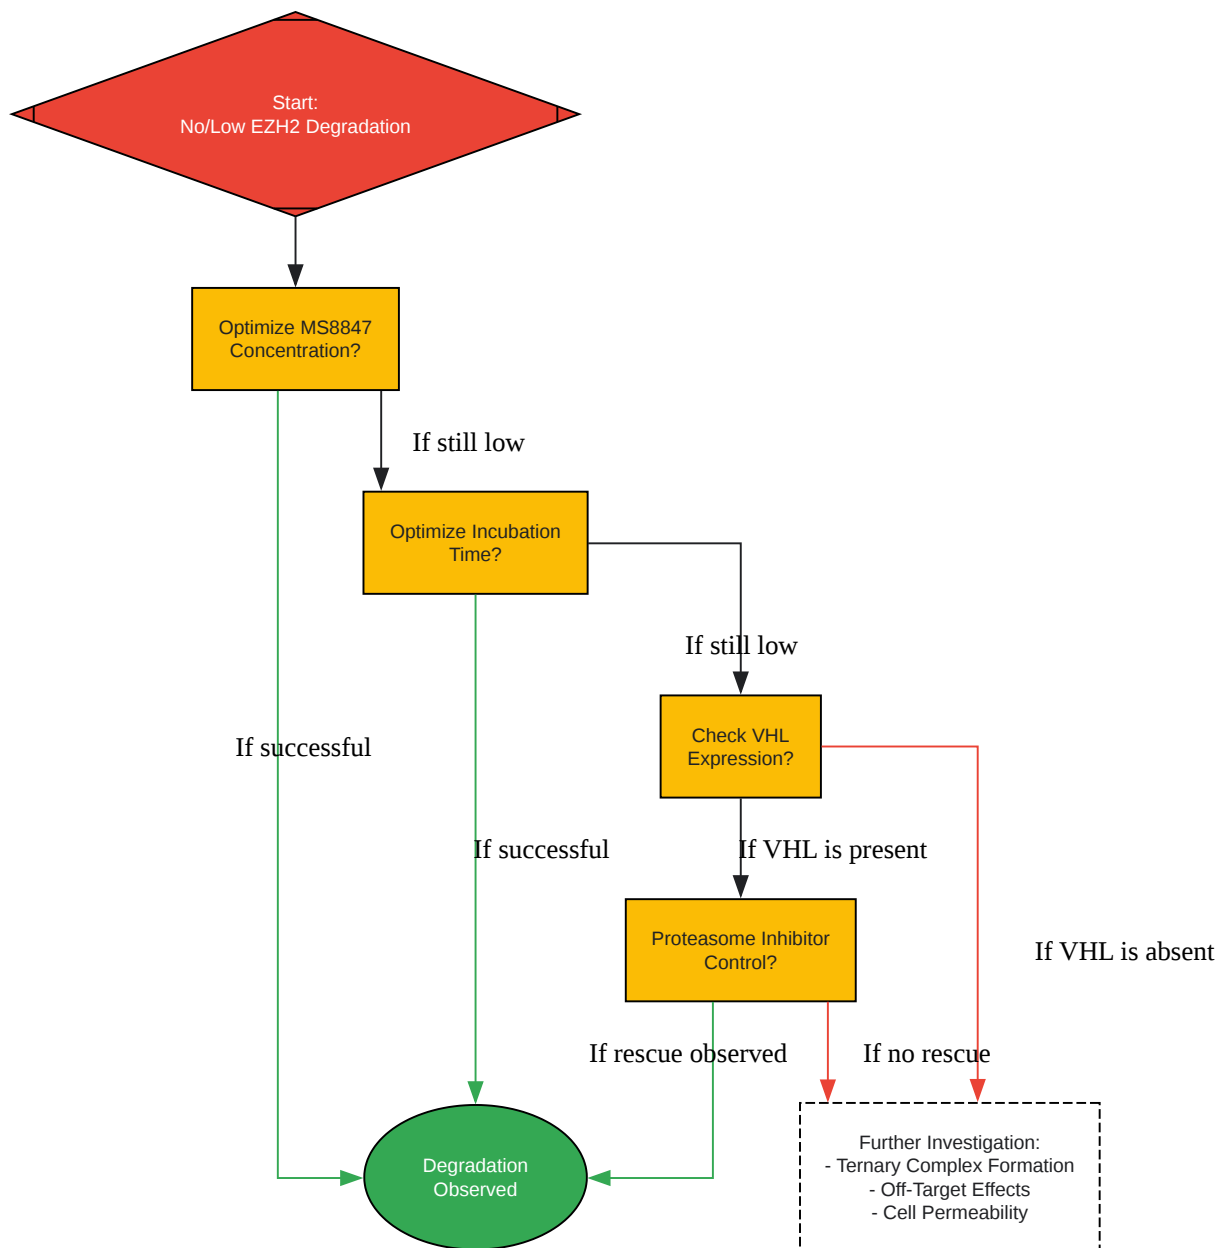 Start:
No/Low EZH2 Degradation
Optimize MS8847
Concentration?
If still low
Optimize Incubation
Time?
If still low
Check VHL
Expression?
If successful
If successful
If VHL is present
Proteasome Inhibitor
Control?
If VHL is absent
If rescue observed
If no rescue
Degradation
Observed
Further Investigation:
- Ternary Complex Formation
- Off-Target Effects
- Cell Permeability